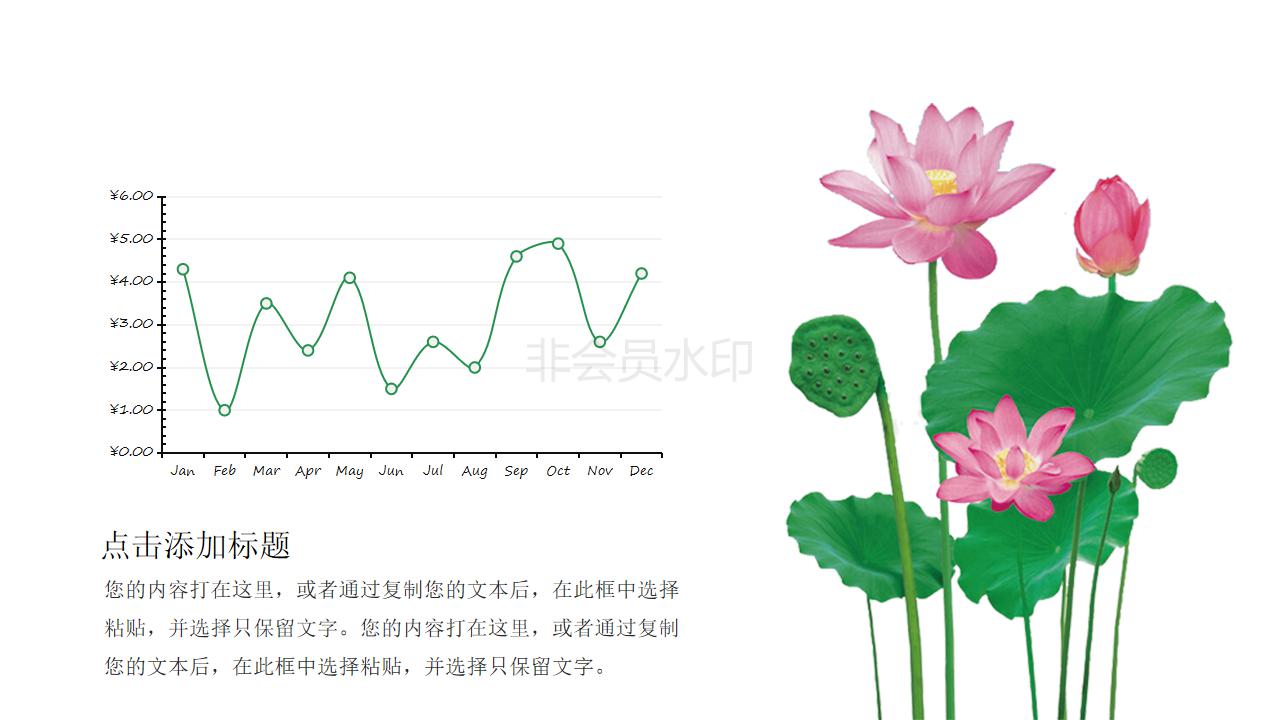 ¥6.00
¥5.00
¥4.00
¥3.00
¥2.00
¥1.00
¥0.00
Jan Feb Mar Apr May Jun Jul Aug Sep Oct Nov Dec
非会员水印
点击添加标题
您的内容打在这里，或者通过复制您的文本后，在此框中选择
粘贴，并选择只保留文字。您的内容打在这里，或者通过复制
您的文本后，在此框中选择粘贴，并选择只保留文字。